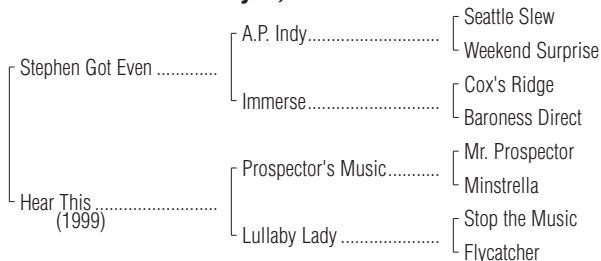 Seattle Slew
A.P. Indy..............................
Weekend Surprise
Stephen Got Even .............
Cox's Ridge
Immerse..............................
Baroness Direct
Mr. Prospector
Prospector's Music...........
Minstrella
Hear This ..........................
(1999)
Stop the Music
Lullaby Lady .....................
Flycatcher